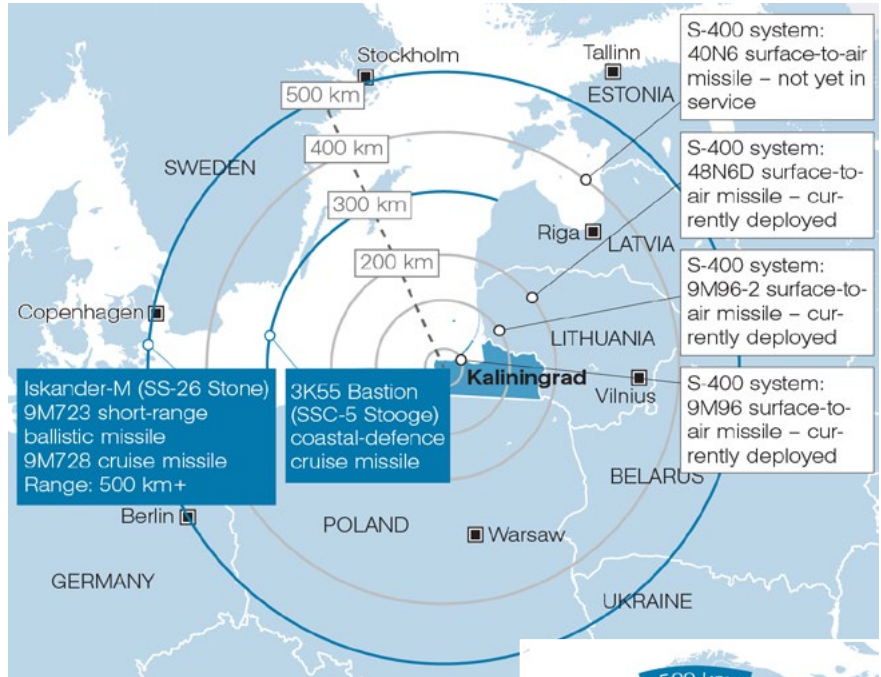 Stockholm
Tallinn
ESTONIA
500 km
400 km
SWEDEN
300 km
Riga
LATVIA
200 km
Copenhagen
LITHUANIA
Kaliningrad
Vilnius
Iskander-M (SS-26 Stone)
9M723 short-range
ballistic missile
9M728 cruise missile
Range: 500 km+
3K55 Bastion
(SSC-5 Stooge)
coastal-defence
cruise missile
BELARUS
Berlin
POLAND
Warsaw
GERMANY
UKRAINE
S-400 system:
40N6 surface-to-air
missile – not yet in
service
S-400 system:
48N6D surface-to-
air missile – cur-
rently deployed
S-400 system:
9M96-2 surface-to-
air missile – cur-
rently deployed
S-400 system:
9M96 surface-to-
air missile – cur-
rently deployed
500 km